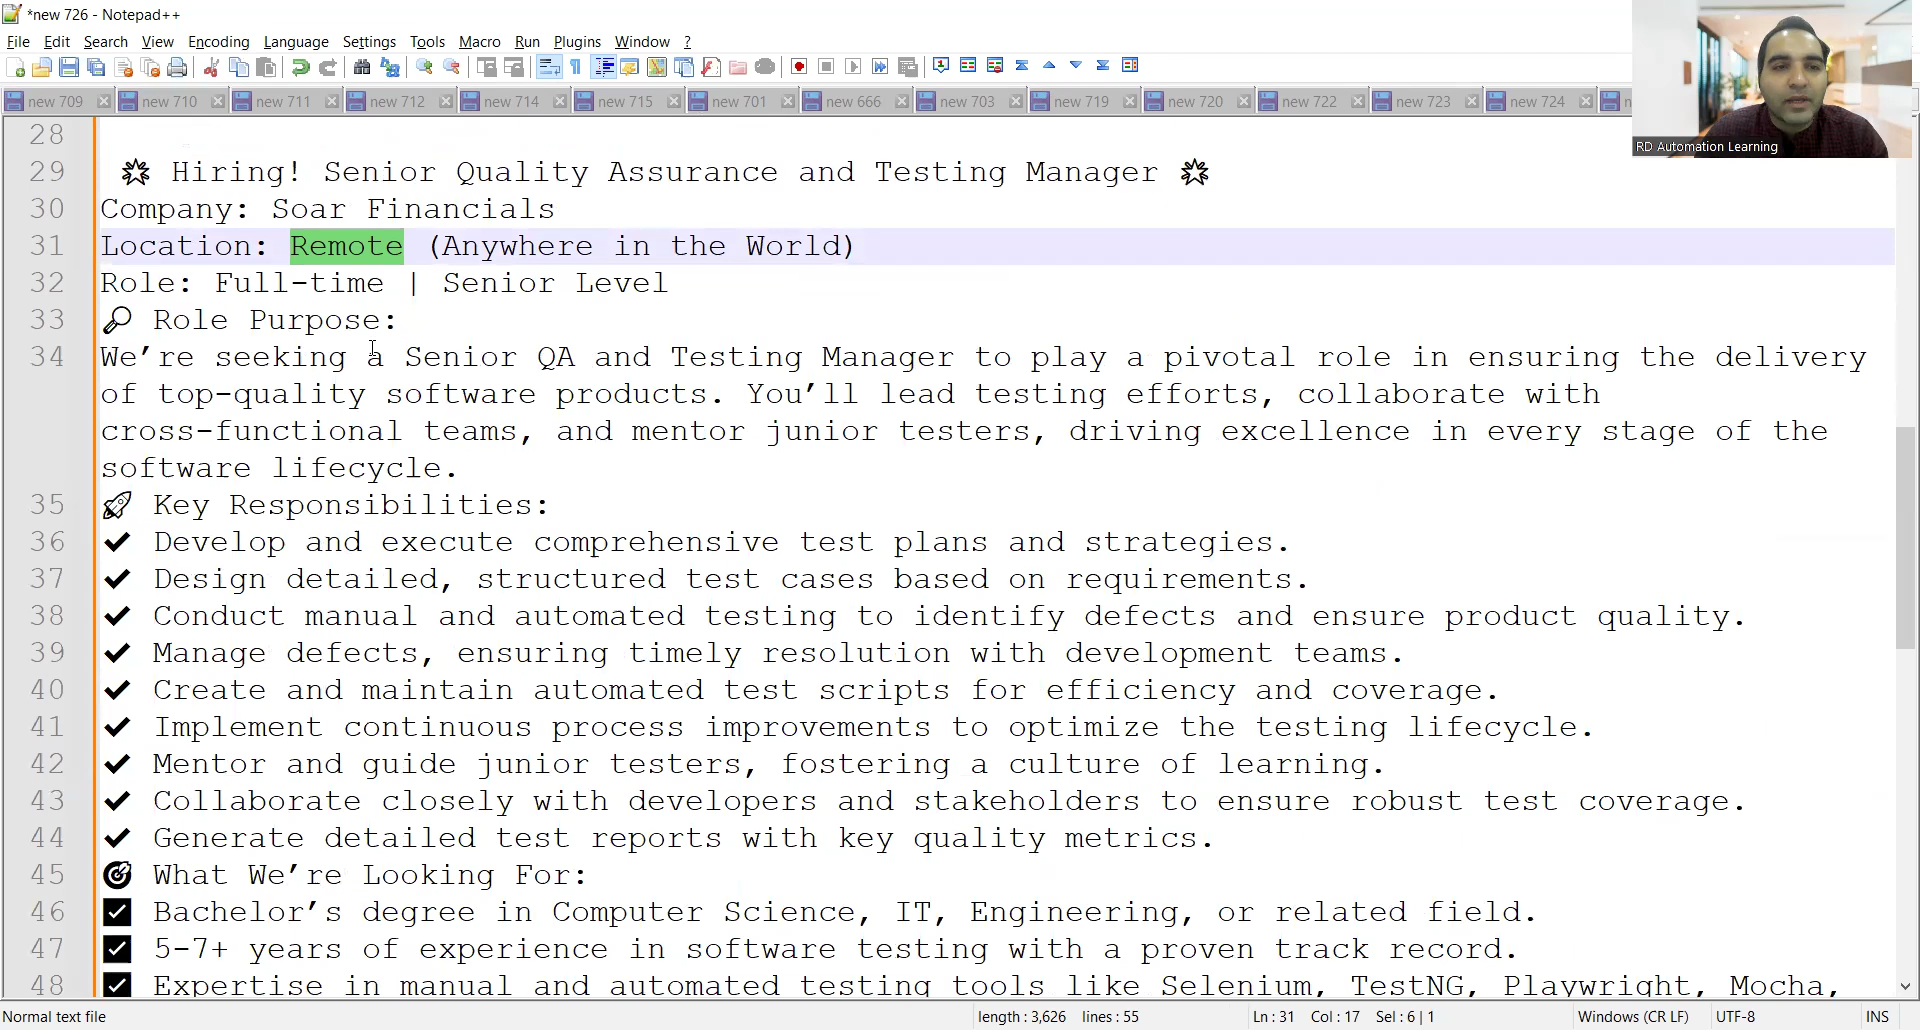 *new 726 - Notepad++
File Edit Search View Encoding Language Settings Tools Macro Run Plugins Window ?
new 709 new 710 new 711 new 712 new 714 new 715 new 701 new 666 new 703 new 719 new 720 new 722 new 723 new 724
RD Automation Learning
28
29 Hiring! Senior Quality Assurance and Testing Manager
30 Company: Soar Financials
31 Location: Remote (Anywhere in the World)
32 Role: Full-time | Senior Level
33 Role Purpose:
34 We’re seeking a Senior QA and Testing Manager to play a pivotal role in ensuring the delivery
of top-quality software products. You’ll lead testing efforts, collaborate with
cross-functional teams, and mentor junior testers, driving excellence in every stage of the
software lifecycle.
35 Key Responsibilities:
36 ✔ Develop and execute comprehensive test plans and strategies.
37 ✔ Design detailed, structured test cases based on requirements.
38 ✔ Conduct manual and automated testing to identify defects and ensure product quality.
39 ✔ Manage defects, ensuring timely resolution with development teams.
40 ✔ Create and maintain automated test scripts for efficiency and coverage.
41 ✔ Implement continuous process improvements to optimize the testing lifecycle.
42 ✔ Mentor and guide junior testers, fostering a culture of learning.
43 ✔ Collaborate closely with developers and stakeholders to ensure robust test coverage.
44 ✔ Generate detailed test reports with key quality metrics.
45 What We’re Looking For:
46 Bachelor’s degree in Computer Science, IT, Engineering, or related field.
47 5-7+ years of experience in software testing with a proven track record.
48 Expertise in manual and automated testing tools like Selenium, TestNG, Playwright, Mocha,
Normal text file length : 3,626 lines : 55 Ln : 31 Col : 17 Sel : 6 | 1 Windows (CR LF) UTF-8 INS